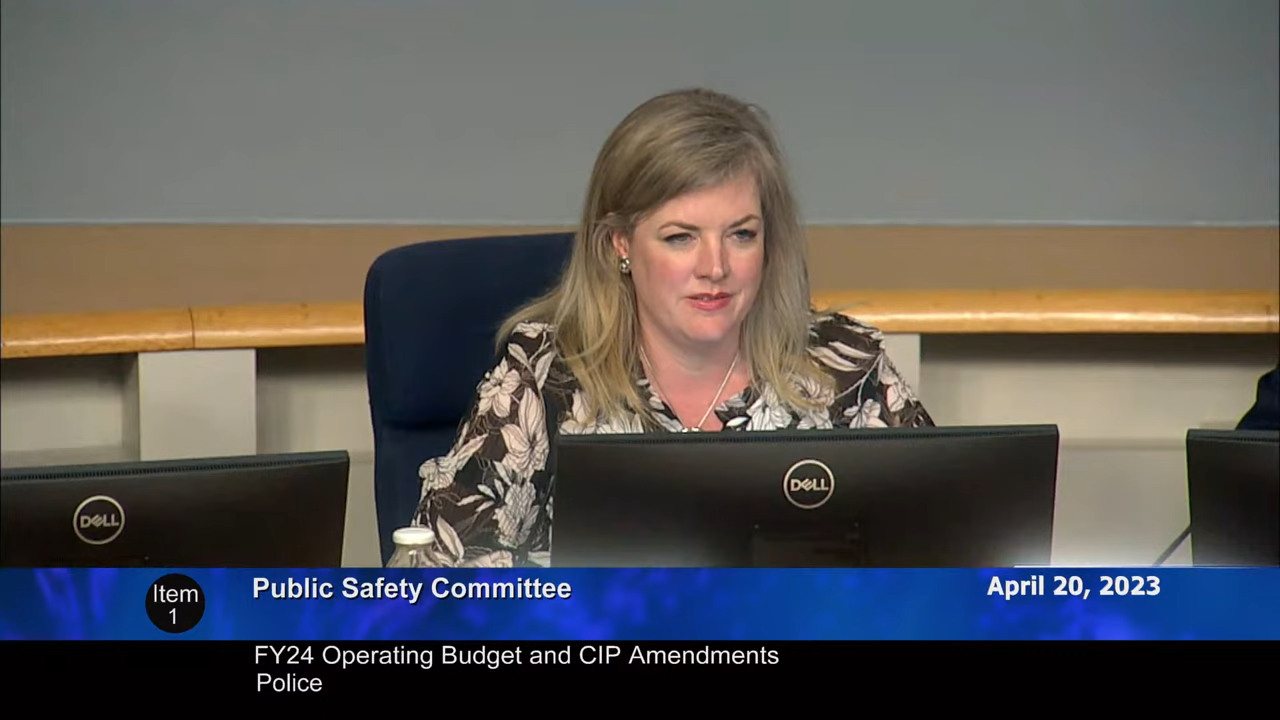 DELL
DELL
Item
1
Public Safety Committee
April 20, 2023
FY24 Operating Budget and CIP Amendments
Police